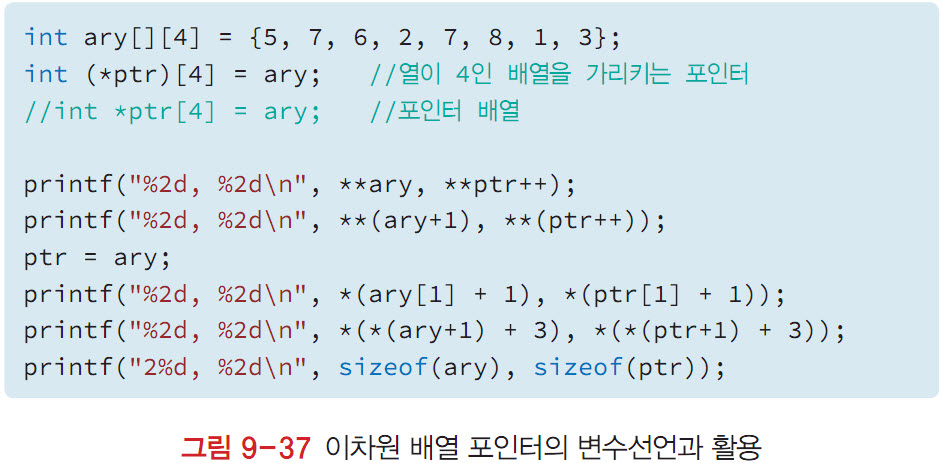 int ary[][4] = {5, 7, 6, 2, 7, 8, 1, 3};
int (*ptr)[4] = ary;   //열이 4인 배열을 가리키는 포인터
//int *ptr[4] = ary;   //포인터 배열
printf("%2d, %2d\n", **ary, **ptr++);
printf("%2d, %2d\n", **(ary+1), **(ptr++));
ptr = ary;
printf("%2d, %2d\n", *(ary[1] + 1), *(ptr[1] + 1));
printf("%2d, %2d\n", *(*(ary+1) + 3), *(*(ptr+1) + 3));
printf("2%d, %2d\n", sizeof(ary), sizeof(ptr));
그림 9-37 이차원 배열 포인터의 변수선언과 활용